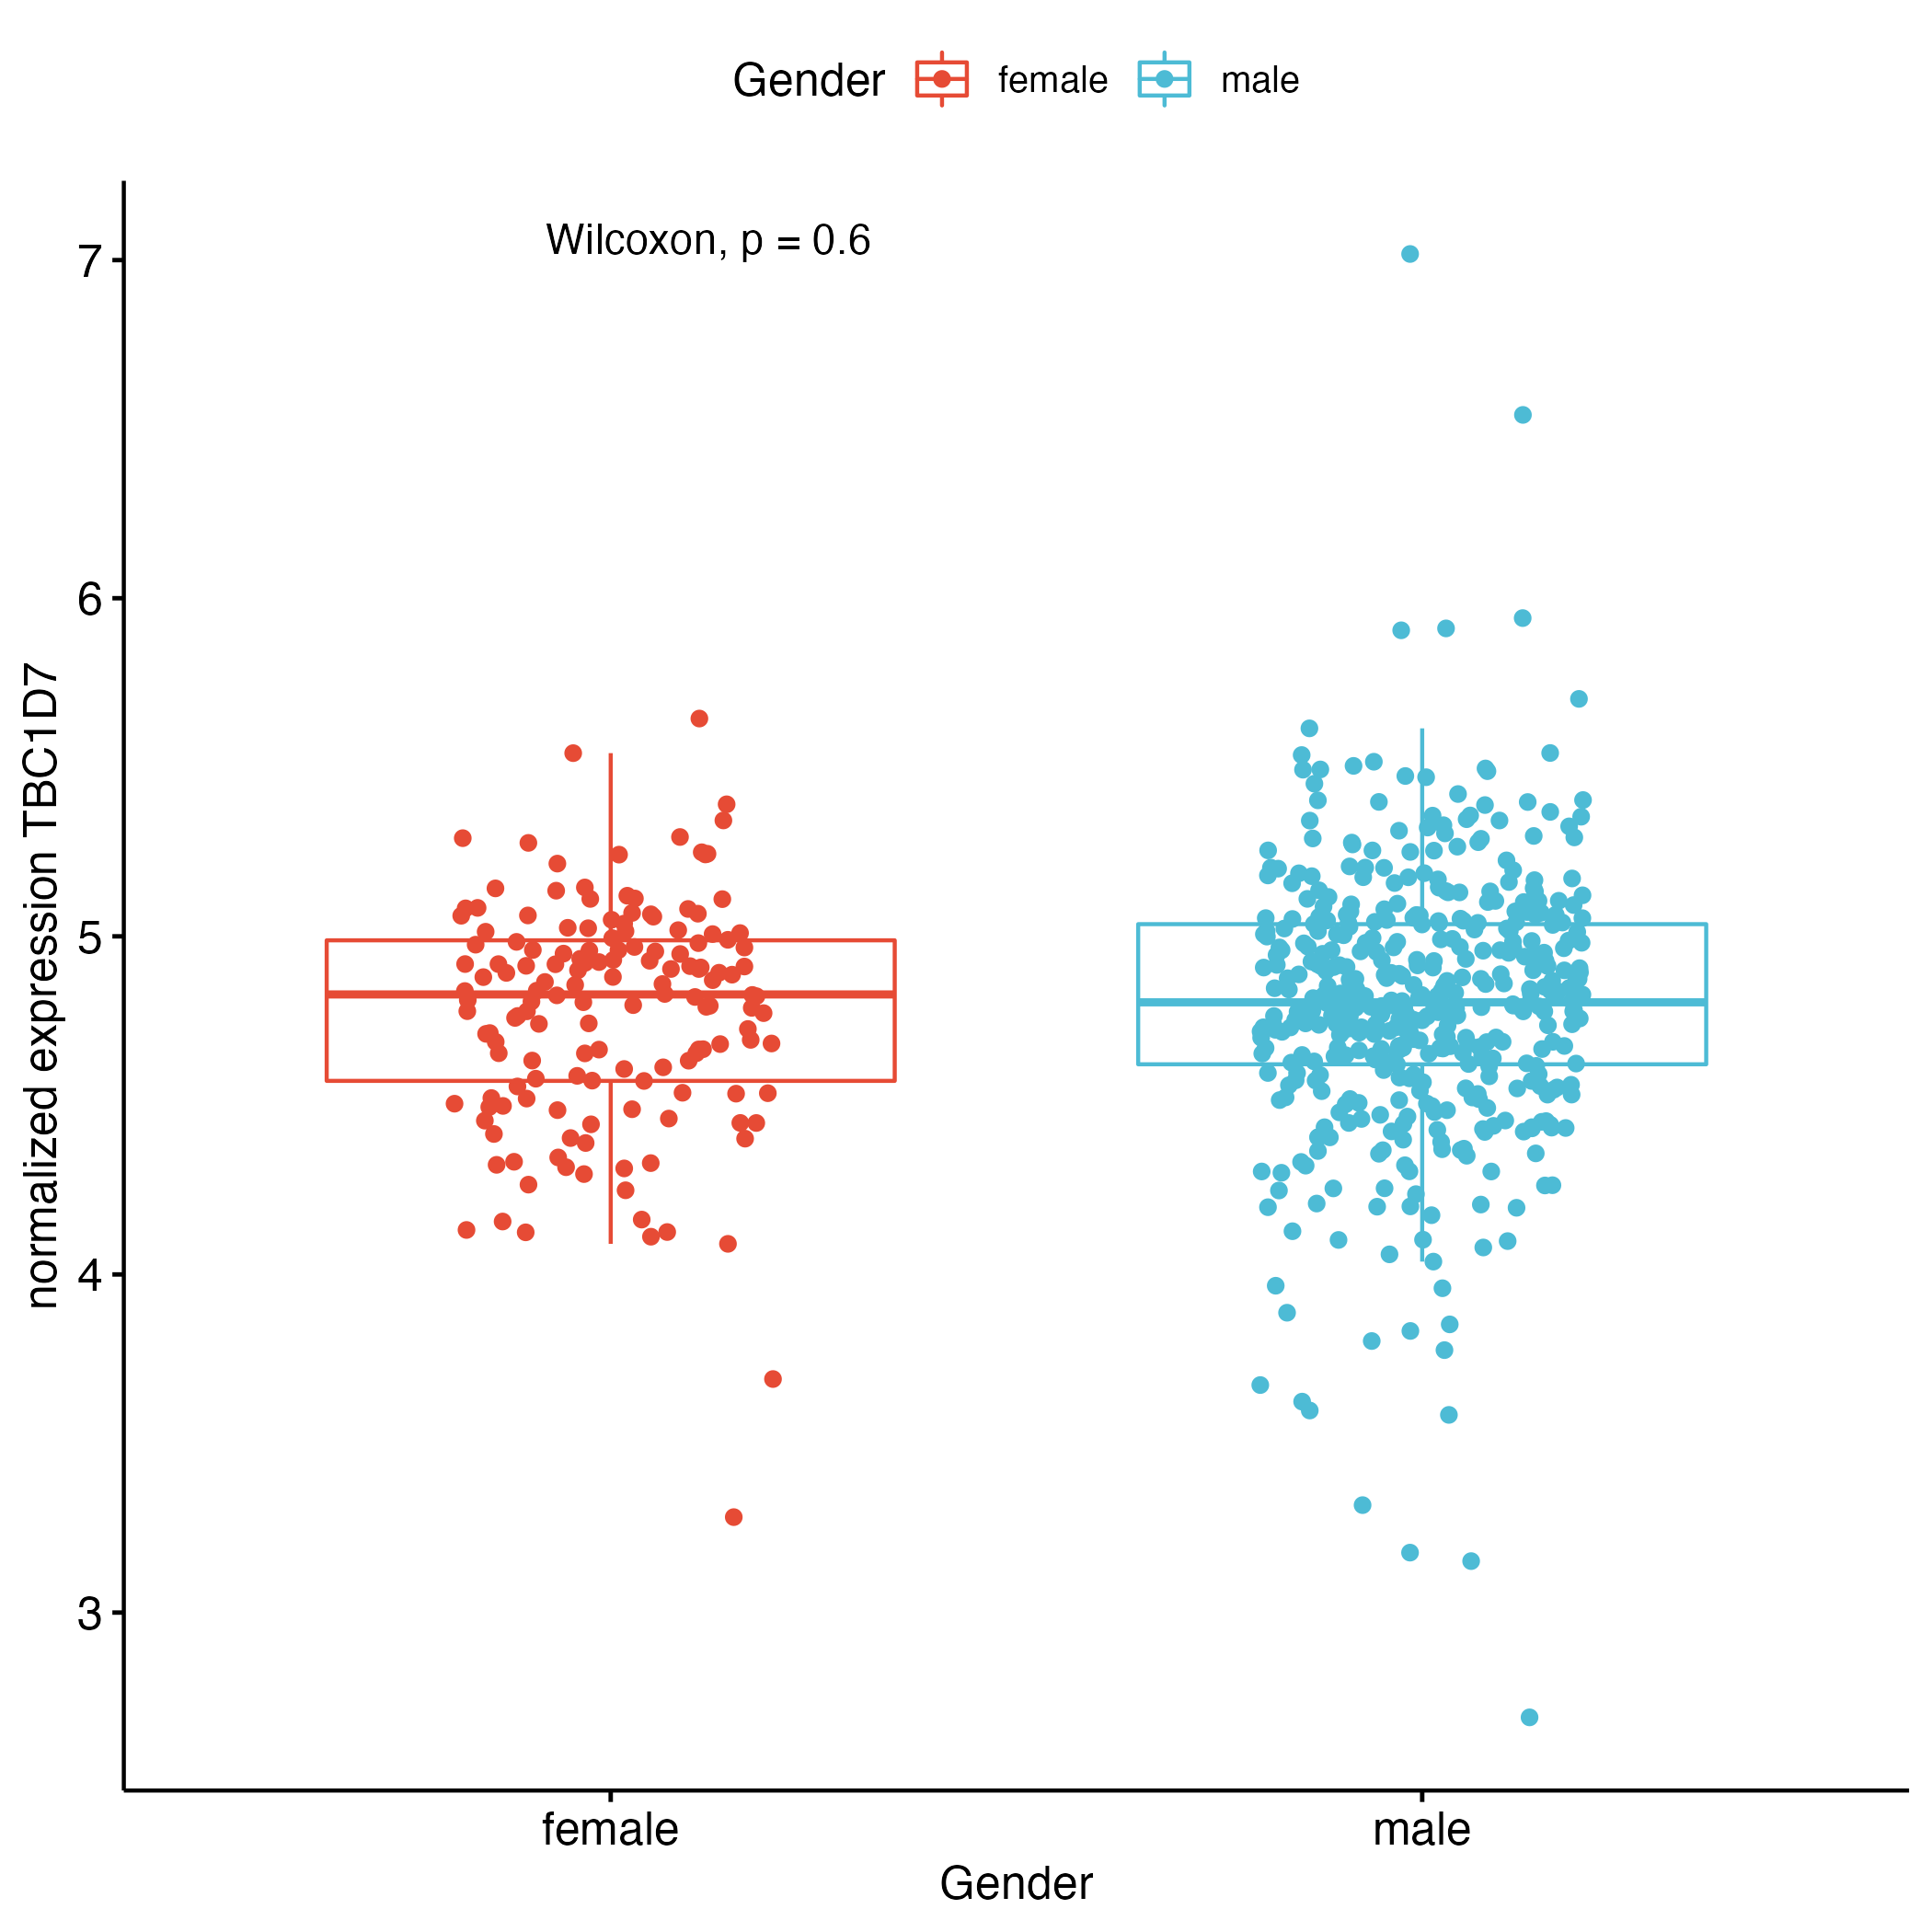 Gender female male
Wilcoxon, p = 0.6
normalized expression TBC1D7
7
6
5
4
3
female male
Gender